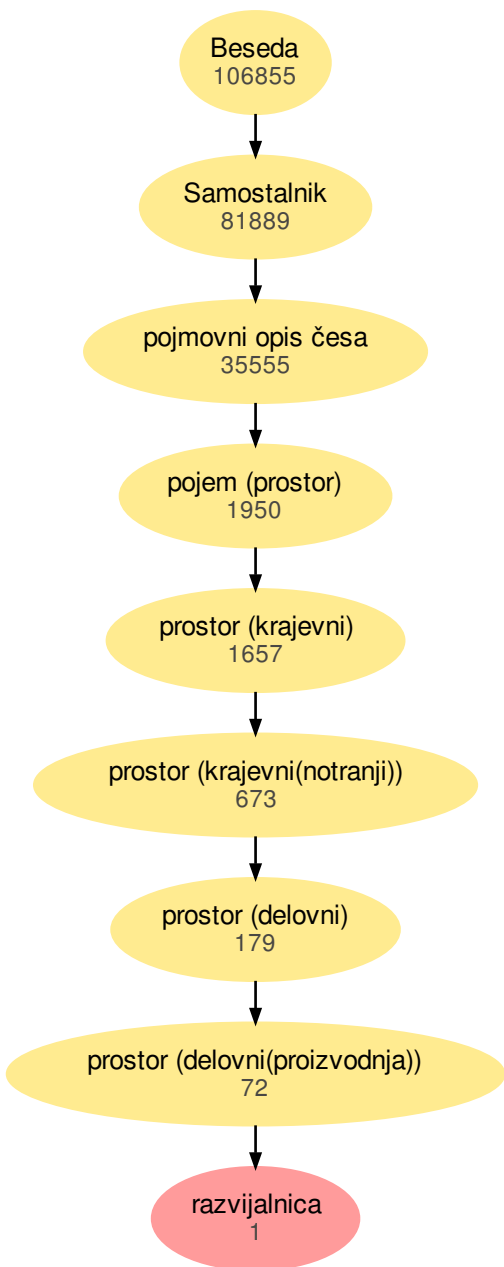 Beseda
106855
Samostalnik
81889
pojmovni opis česa
35555
pojem (prostor)
1950
prostor (krajevni)
1657
prostor (krajevni(notranji))
673
prostor (delovni)
179
prostor (delovni(proizvodnja))
72
razvijalnica
1